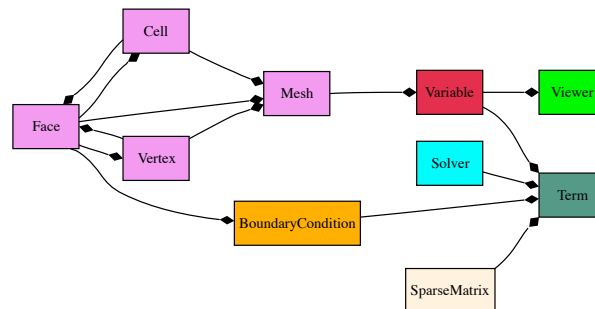 Cell
Face
Vertex
Mesh
BoundaryCondition
Variable
Solver
SparseMatrix
Viewer
Term